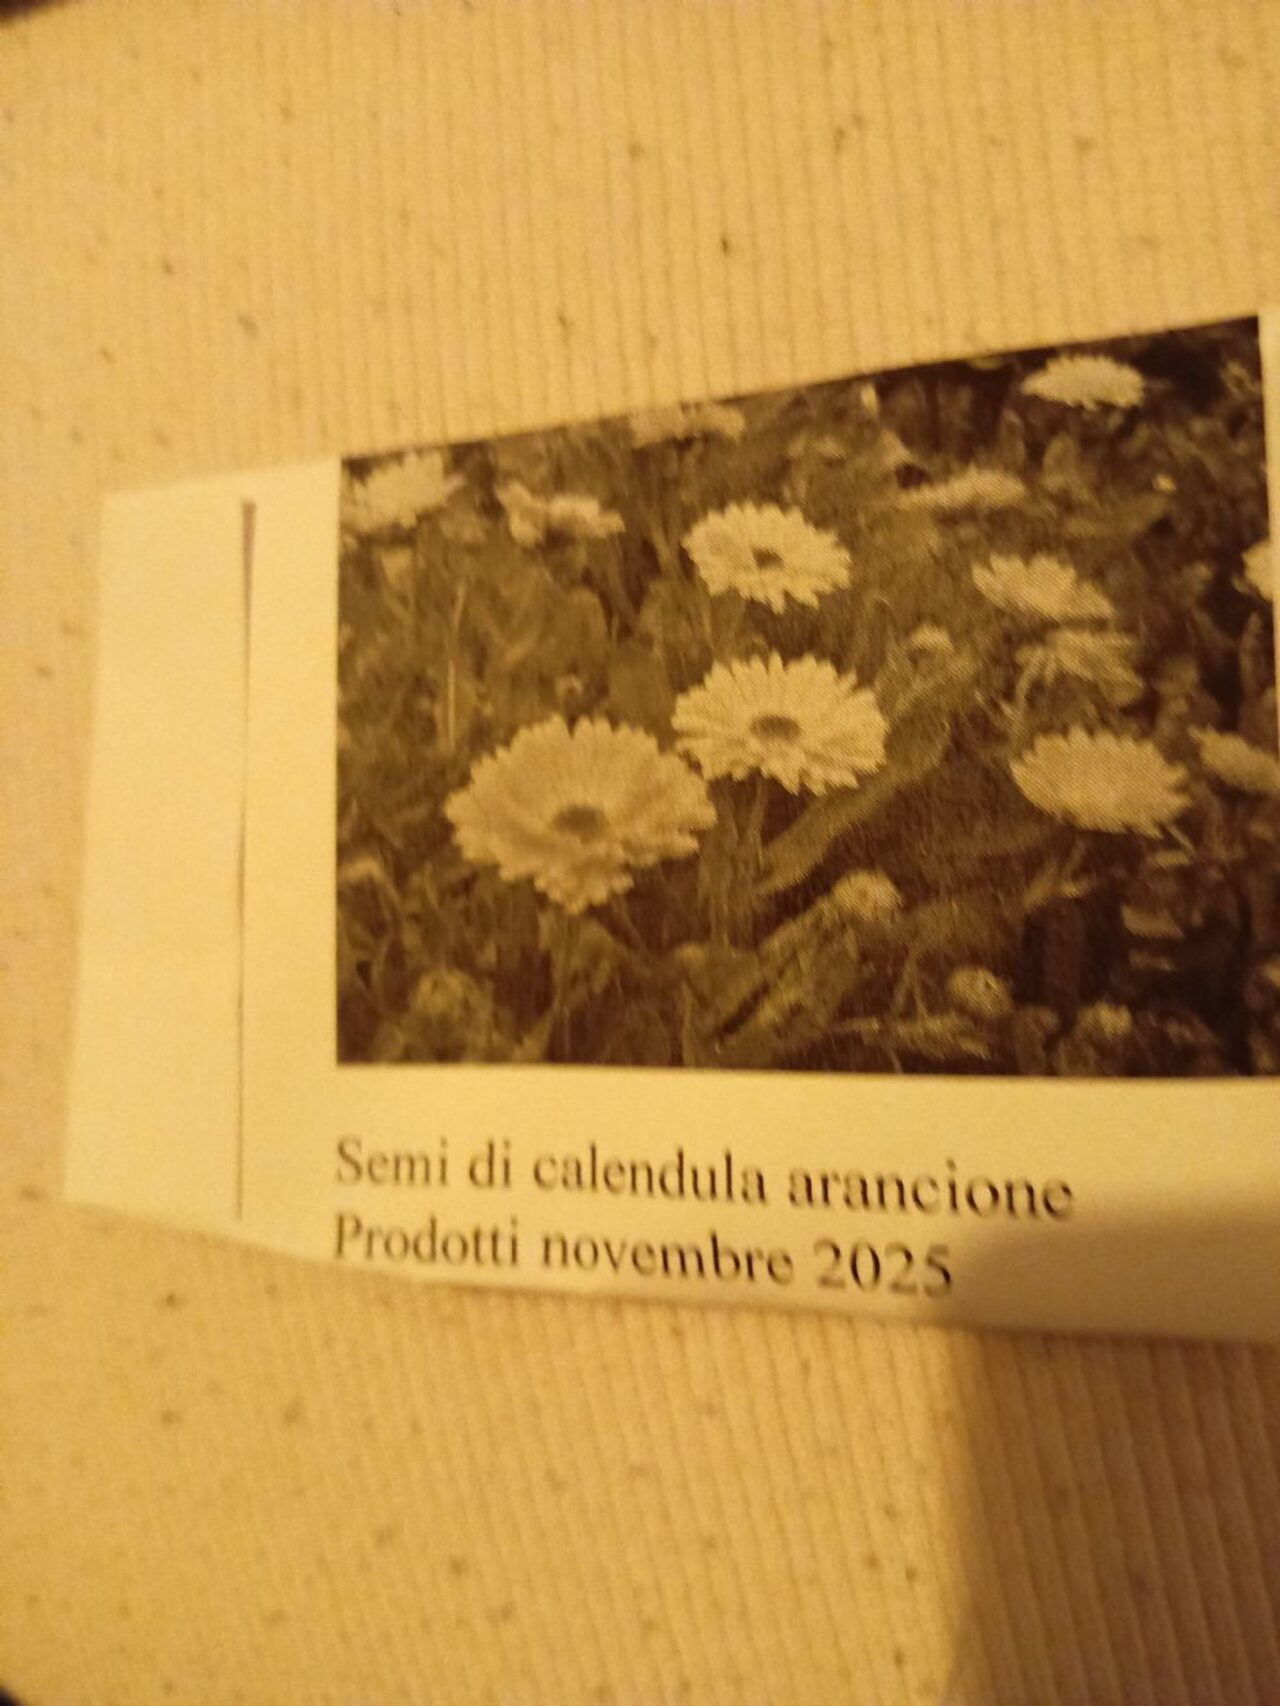 Semi di calendula arancione
Prodotti novembre 2025